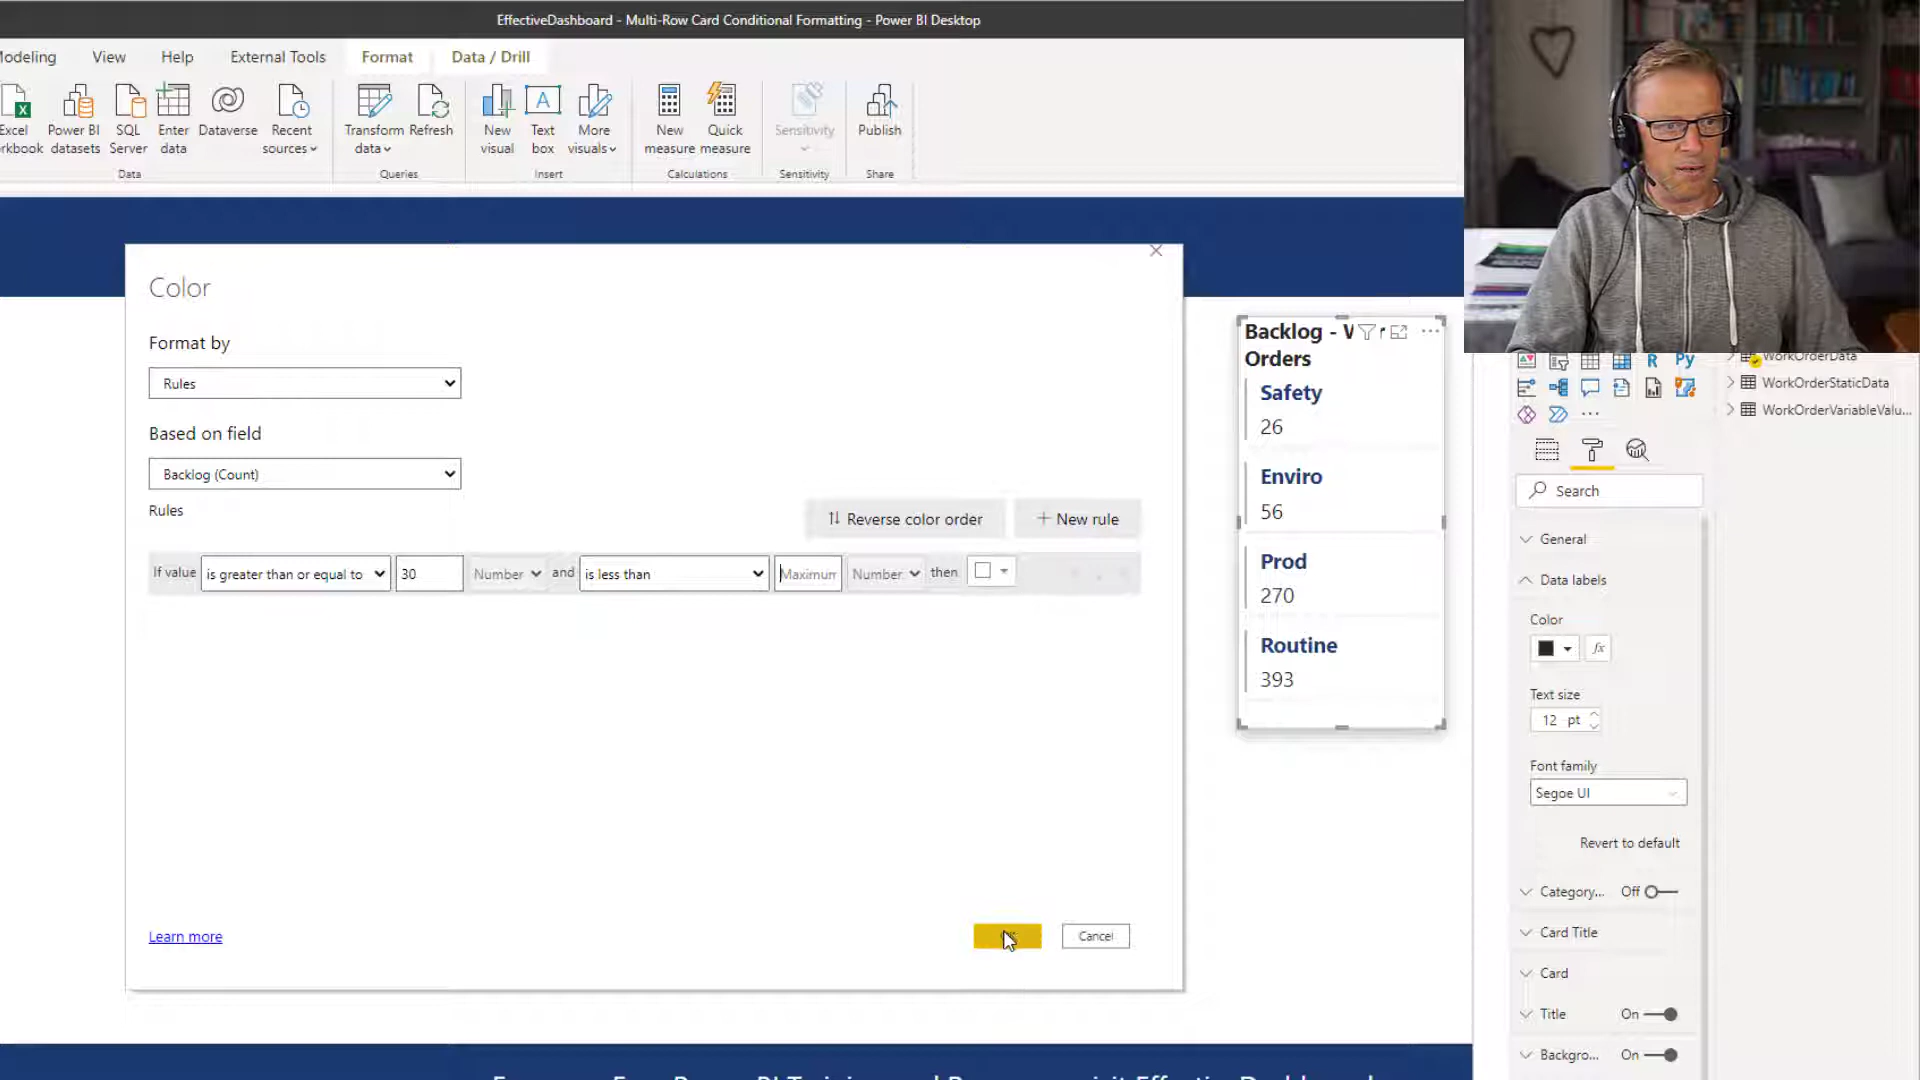 EffectiveDashboard - Multi-Row Card Conditional Formatting - Power BI Desktop
Modeling View Help External Tools Format Data / Drill
Excel Power BI SQL Enter Dataverse Recent Transform Refresh New Text More New Quick Sensitivity Publish
datasets Server data sources data visual box visuals measure measure
Data Queries Insert Calculations Sensitivity Share
Color
Format by
Rules
Based on field
Backlog (Count)
Rules
Reverse color order
New rule
If value is greater than or equal to 30 Number and is less than Maximum Number then
Learn more
Cancel
Backlog -
Orders
Safety
26
Enviro
56
Prod
270
Routine
393
R Py
WorkOrderData
WorkOrderStaticData
WorkOrderVariableValu...
Search
General
Data labels
Color
fx
Text size
12 pt
Font family
Segoe UI
Revert to default
Category... Off
Card Title
Card
Title On
Backgro... On